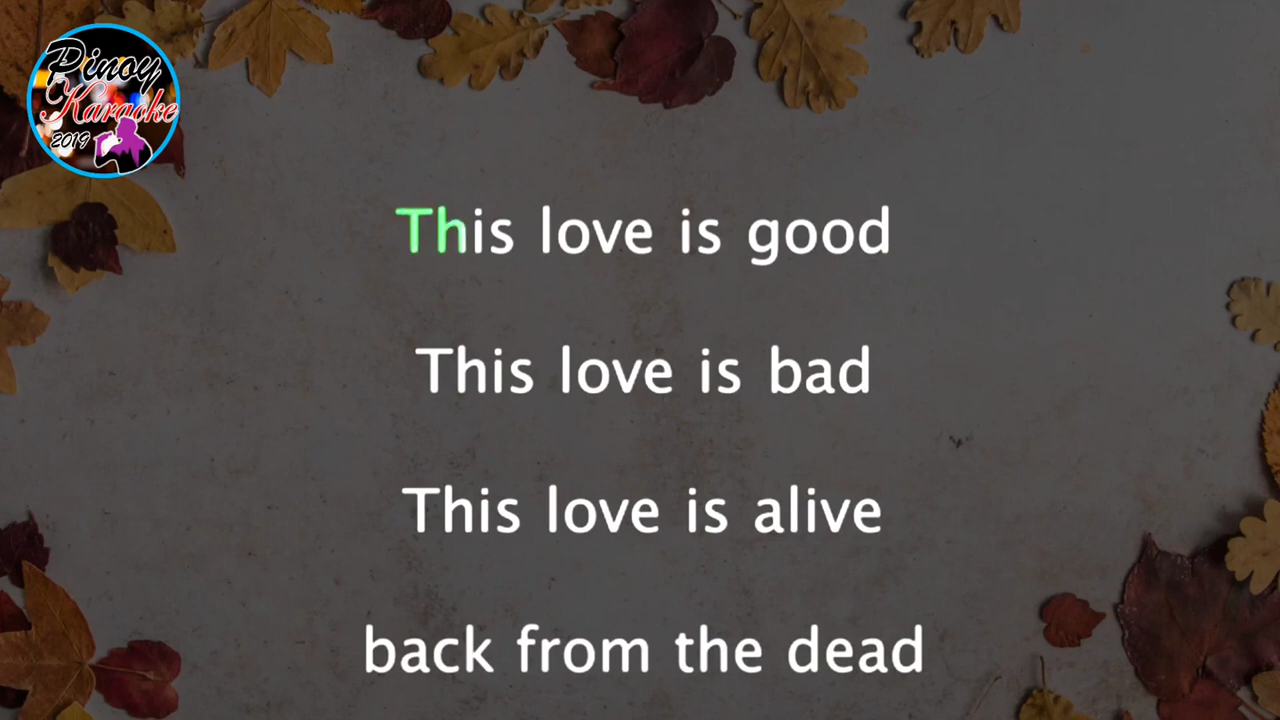 Pinoy
Karaoke
2019
This love is good
This love is bad
This love is alive
back from the dead